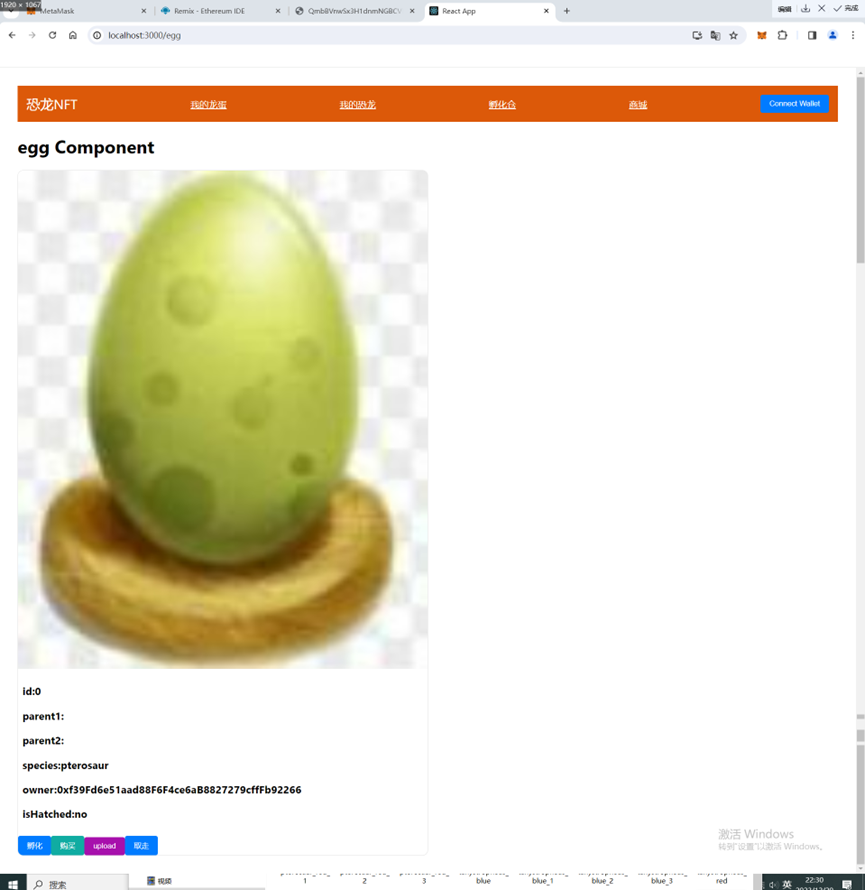 1920 × 1067
MetaMask
Remix - Ethereum IDE
QmbBVnwSx3H1dnmNGBCV
React App
编辑
完成
localhost:3000/egg
恐龙NFT
我的龙蛋
我的恐龙
孵化仓
商城
Connect Wallet
egg Component
id:0
parent1:
parent2:
species:pterosaur
owner:0xf39Fd6e51aad88F6F4ce6aB8827279cffFb92266
isHatched:no
孵化
购买
upload
取走
激活 Windows
转到"设置"以激活 Windows。
搜索
视频
1
2
3
blue
blue_1
blue_2
blue_3
red
英
22:30